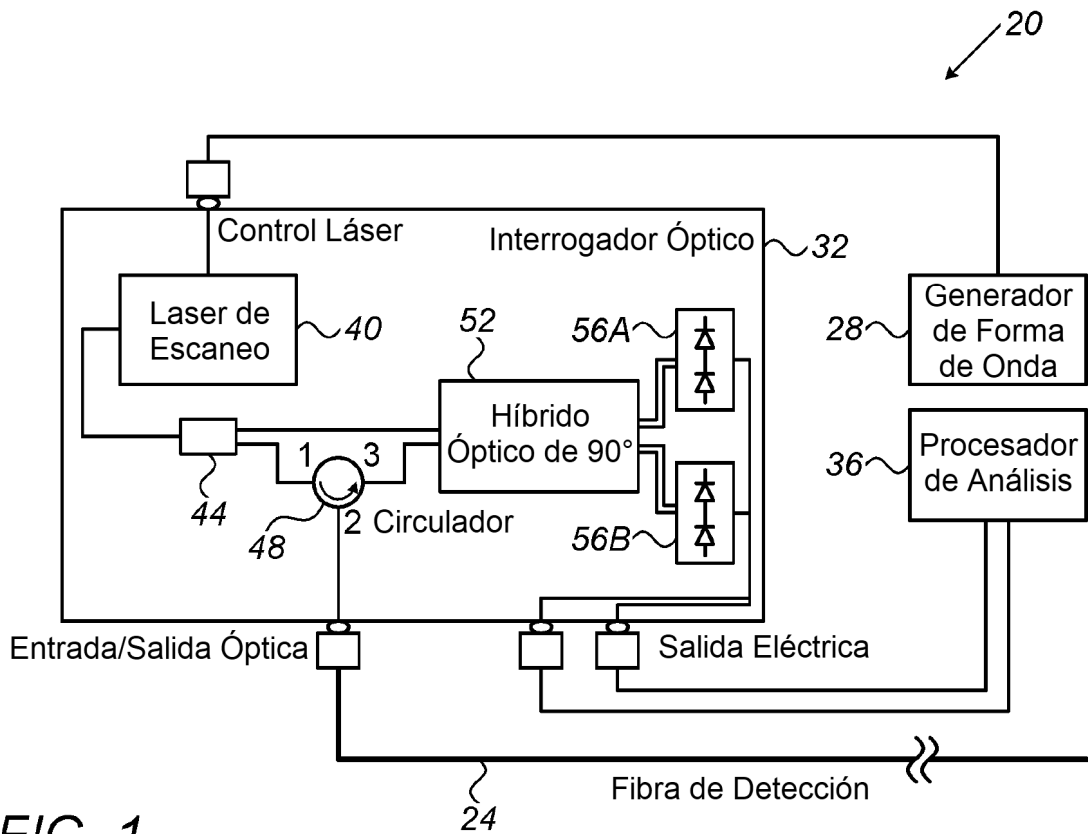 20
Control Láser
Interrogador Óptico
32
Laser de
Escaneo
40
52
56A
Generador
de Forma
de Onda
28
Híbrido
Óptico de 90°
1
3
44
48
2
Circulador
56B
Procesador
de Análisis
36
Entrada/Salida Óptica
Salida Eléctrica
Fibra de Detección
24
FIG. 1